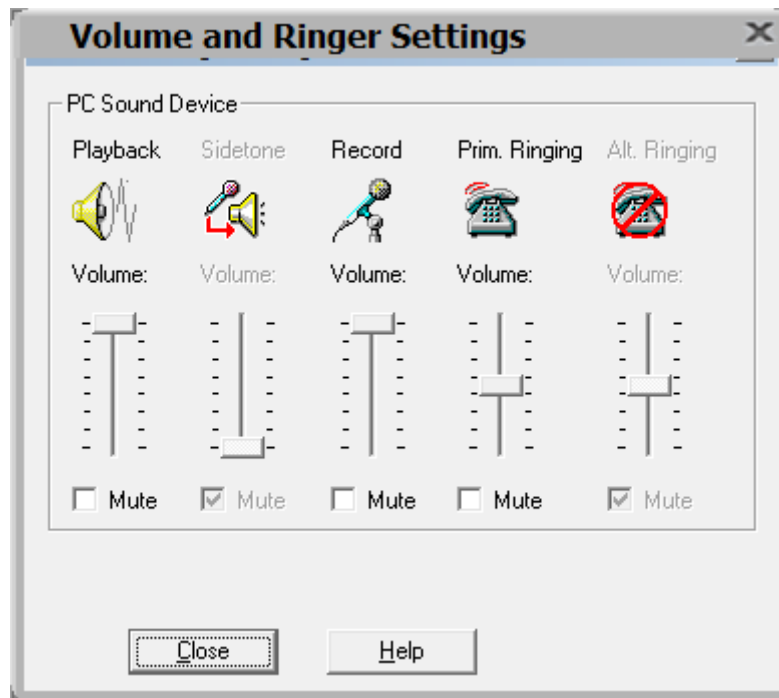 Volume and Ringer Settings
PC Sound Device
Playback Sidetone Record Prim. Ringing Alt. Ringing
Volume: Volume: Volume: Volume: Volume:
Mute Mute Mute Mute Mute
Close Help